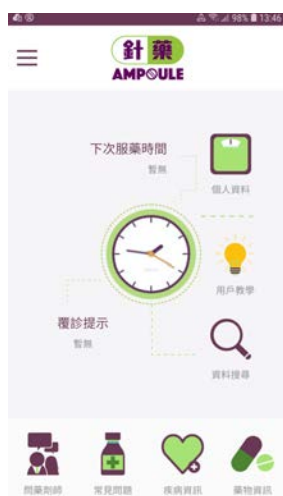 98% 13:46
針藥
AMPOULE
下次服藥時間
暫無
個人資料
用戶教學
覆診提示
暫無
資料搜尋
問藥劑師
常見問題
疾病資訊
藥物資訊